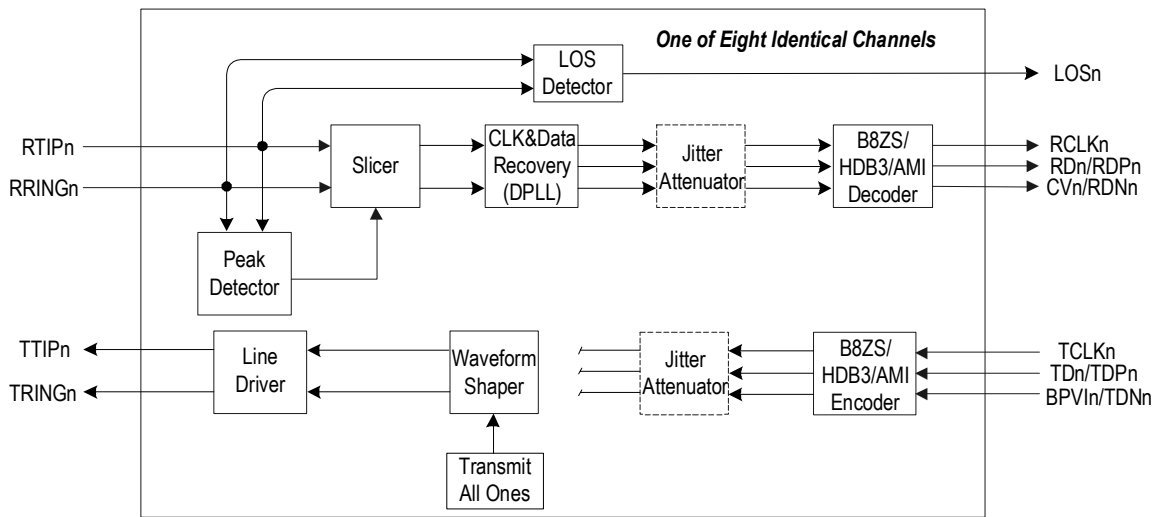 One of Eight Identical Channels
LOS
Detector
LOSn
RTIPn
RRINGn
Slicer
CLK&Data
Recovery
(DPLL)
Jitter
Attenuator
B8ZS/
HDB3/AMI
Decoder
RCLKn
RDn/RDPn
CVn/RDNn
Peak
Detector
TTIPn
TRINGn
Line
Driver
Waveform
Shaper
Jitter
Attenuator
B8ZS/
HDB3/AMI
Encoder
TCLKn
TDn/TDPn
BPVIn/TDNn
Transmit
All Ones